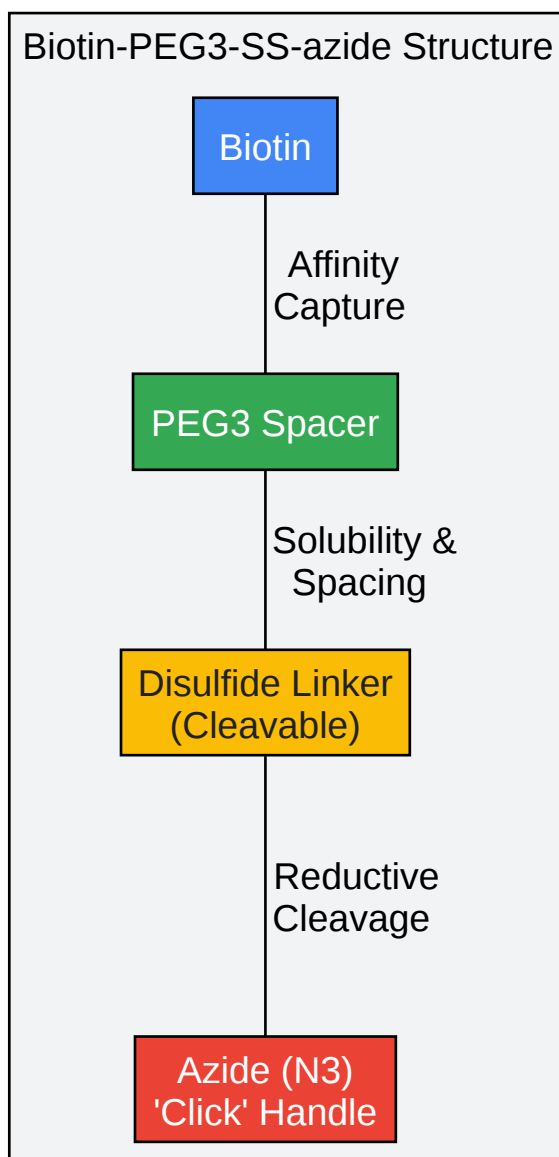 Biotin-PEG3-SS-azide Structure
Biotin
Affinity
Capture
PEG3 Spacer
Solubility &
Spacing
Disulfide Linker
(Cleavable)
Reductive
Cleavage
Azide (N3)
'Click' Handle